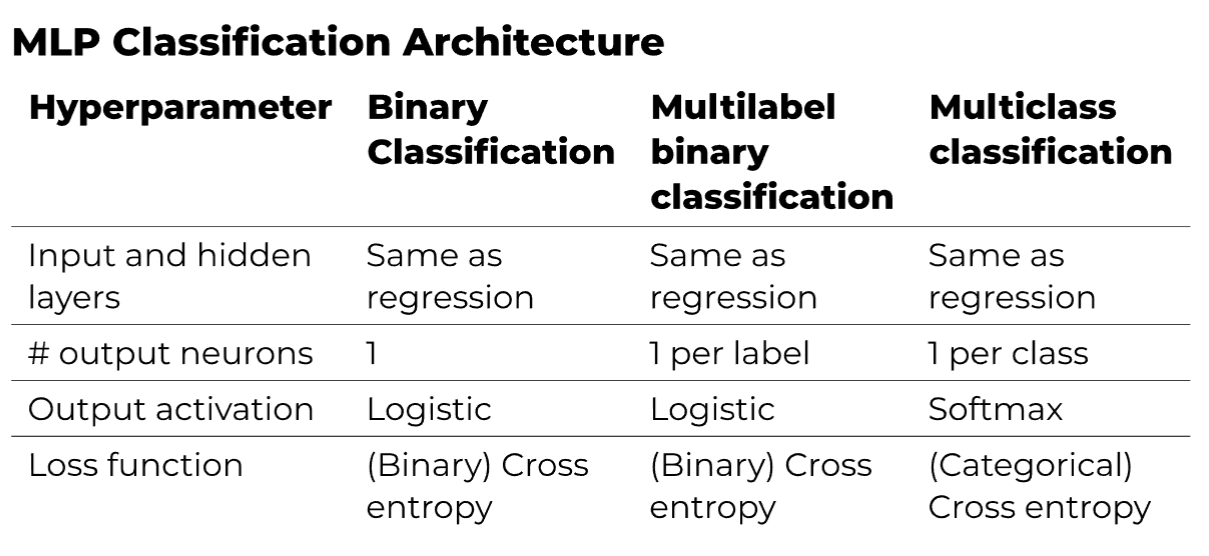 MLP Classification Architecture
Hyperparameter Binary Classification Multilabel binary classification Multiclass classification
Input and hidden layers Same as regression Same as regression Same as regression
# output neurons 1 1 per label 1 per class
Output activation Logistic Logistic Softmax
Loss function (Binary) Cross entropy (Binary) Cross entropy (Categorical) Cross entropy